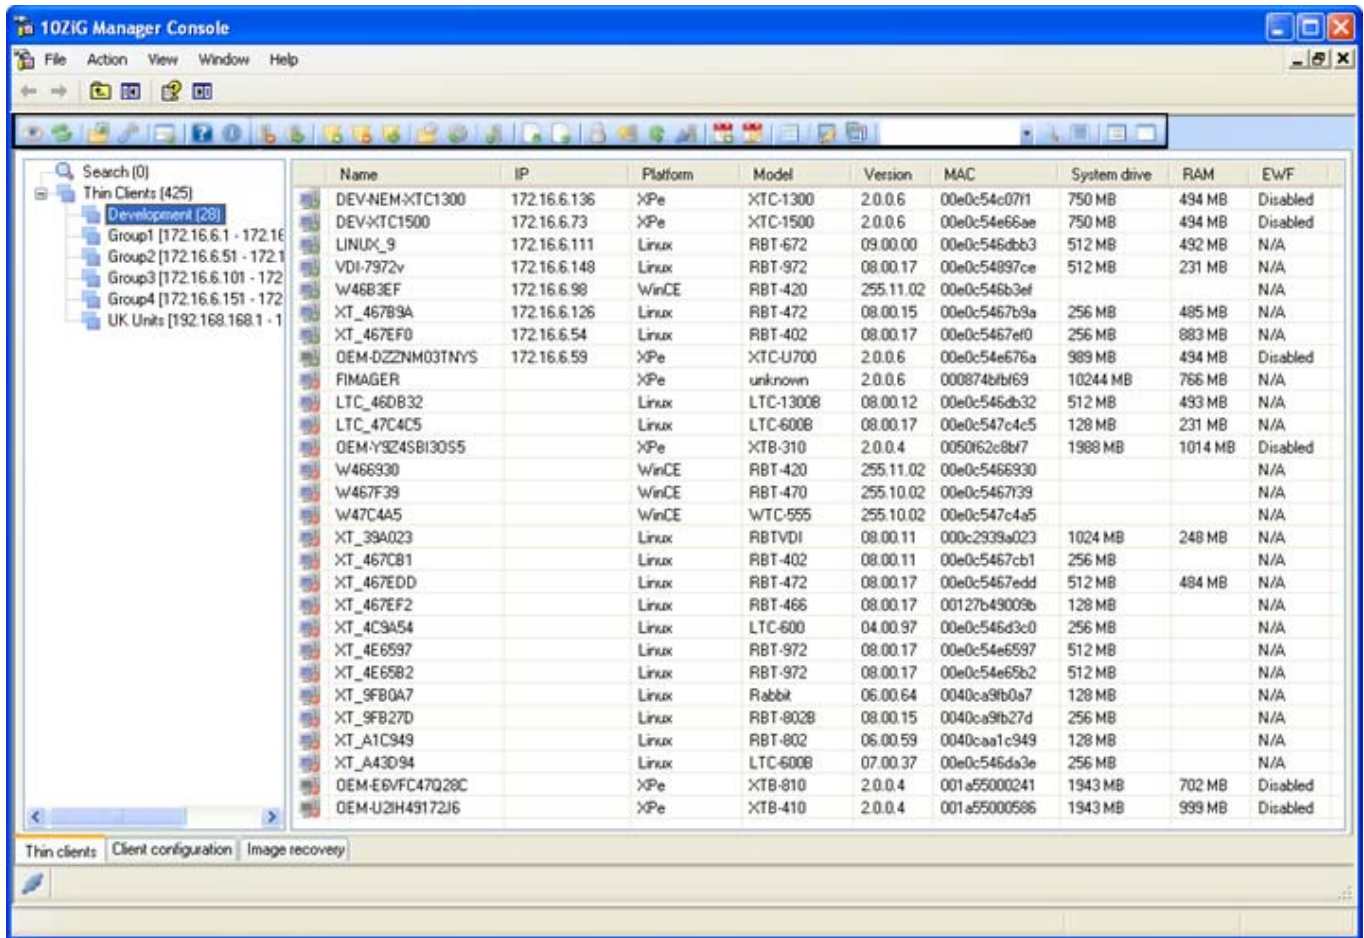 10ZiG Manager Console
File Action View Window Help
Search (0)
Thin Clients (425)
Development (28)
Group1 [172.16.6.1 - 172.16
Group2 [172.16.6.51 - 172.1
Group3 [172.16.6.101 - 172
Group4 [172.16.6.151 - 172
UK Units [192.168.168.1 - 1
Name IP Platform Model Version MAC System drive RAM EWF
DEV-NEM-XTC1300 172.16.6.136 XPe XTC-1300 2.0.0.6 00e0c54c07f1 750 MB 494 MB Disabled
DEV-XTC1500 172.16.6.73 XPe XTC-1500 2.0.0.6 00e0c54e66ae 750 MB 494 MB Disabled
LINUX_9 172.16.6.111 Linux RBT-672 09.00.00 00e0c546dbb3 512 MB 492 MB N/A
VDI-7972v 172.16.6.148 Linux RBT-972 08.00.17 00e0c54897ce 512 MB 231 MB N/A
W46B3EF 172.16.6.98 WinCE RBT-420 255.11.02 00e0c546b3ef N/A
XT_467B9A 172.16.6.126 Linux RBT-472 08.00.15 00e0c5467b9a 256 MB 485 MB N/A
XT_467EF0 172.16.6.54 Linux RBT-402 08.00.17 00e0c5467ef0 256 MB 883 MB N/A
OEM-DZZNM03TNYS 172.16.6.59 XPe XTC-U700 2.0.0.6 00e0c54e676a 989 MB 494 MB Disabled
FIMAGER XPe unknown 2.0.0.6 000874bfbf69 10244 MB 766 MB N/A
LTC_46DB32 Linux LTC-1300B 08.00.12 00e0c546db32 512 MB 493 MB N/A
LTC_47C4C5 Linux LTC-600B 08.00.17 00e0c547c4c5 128 MB 231 MB N/A
OEM-Y9Z4SBI3OS5 XPe XTB-310 2.0.0.4 0050f62c8bf7 1988 MB 1014 MB Disabled
W466930 WinCE RBT-420 255.11.02 00e0c5466930 N/A
W467F39 WinCE RBT-470 255.10.02 00e0c5467f39 N/A
W47C4A5 WinCE WTC-555 255.10.02 00e0c547c4a5 N/A
XT_39A023 Linux RBTVDI 08.00.11 000c2939a023 1024 MB 248 MB N/A
XT_467CB1 Linux RBT-402 08.00.11 00e0c5467cb1 256 MB N/A
XT_467EDD Linux RBT-472 08.00.17 00e0c5467edd 512 MB 484 MB N/A
XT_467EF2 Linux RBT-466 08.00.17 00127b49009b 128 MB N/A
XT_4C9A54 Linux LTC-600 04.00.97 00e0c546d3c0 256 MB N/A
XT_4E6597 Linux RBT-972 08.00.17 00e0c54e6597 512 MB N/A
XT_4E65B2 Linux RBT-972 08.00.17 00e0c54e65b2 512 MB N/A
XT_9FB0A7 Linux Rabbit 06.00.64 0040ca9fb0a7 128 MB N/A
XT_9FB27D Linux RBT-802B 08.00.15 0040ca9fb27d 256 MB N/A
XT_A1C949 Linux RBT-802 06.00.59 0040caa1c949 128 MB N/A
XT_A43D94 Linux LTC-600B 07.00.37 00e0c546da3e 256 MB N/A
OEM-E6VFC47Q28C XPe XTB-810 2.0.0.4 001a55000241 1943 MB 702 MB Disabled
OEM-U2IH49172J6 XPe XTB-410 2.0.0.4 001a55000586 1943 MB 999 MB Disabled
Thin clients Client configuration Image recovery